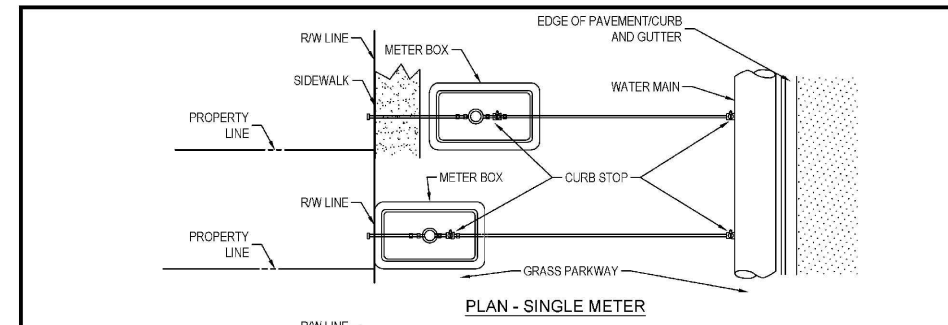 EDGE OF PAVEMENT/CURB
AND GUTTER
R/W LINE
METER BOX
SIDEWALK
WATER MAIN
PROPERTY
LINE
METER BOX
CURB STOP
R/W LINE
PROPERTY
LINE
GRASS PARKWAY
PLAN - SINGLE METER
R/W LINE